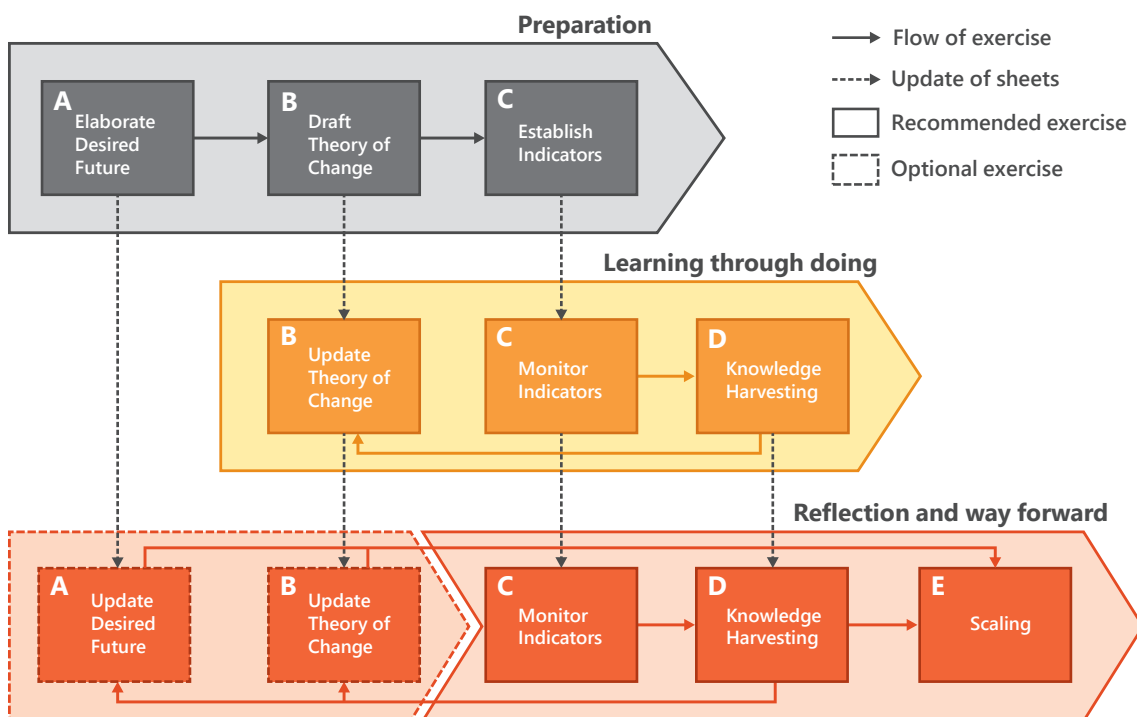 Preparation
Flow of exercise
Update of sheets
Recommended exercise
Optional exercise
A
Elaborate
Desired
Future
B
Draft
Theory of
Change
C
Establish
Indicators
Learning through doing
B
Update
Theory of
Change
C
Monitor
Indicators
D
Knowledge
Harvesting
Reflection and way forward
A
Update
Desired
Future
B
Update
Theory of
Change
C
Monitor
Indicators
D
Knowledge
Harvesting
E
Scaling